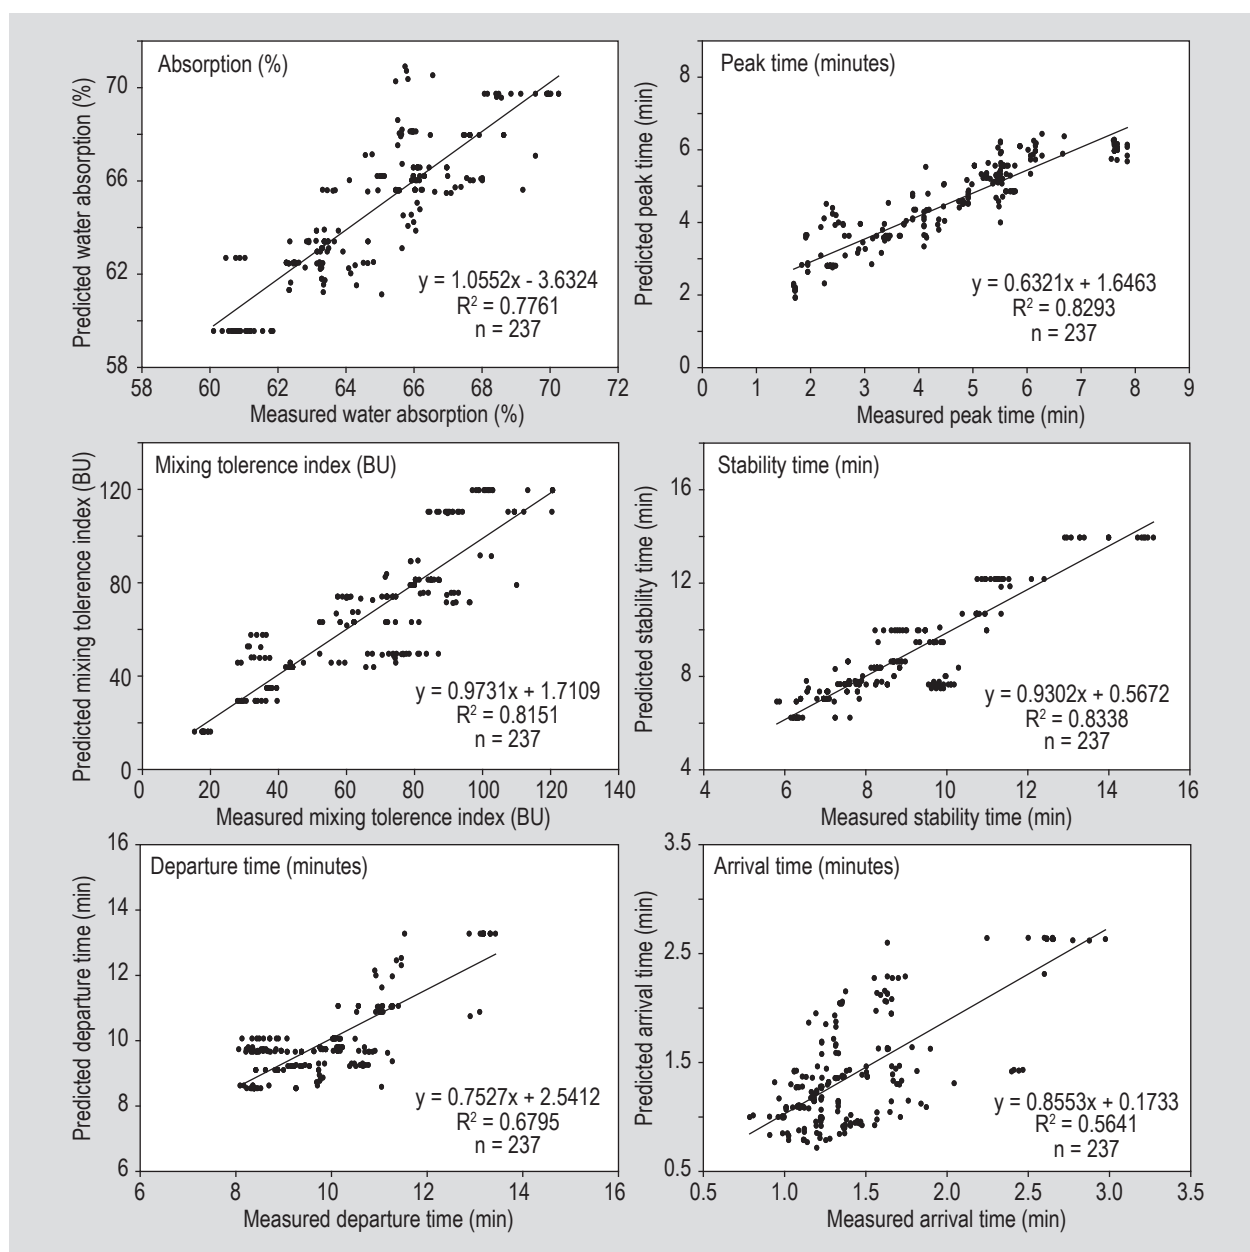 Absorption (%)
Predicted water absorption (%)
70
66
62
58
y = 1.0552x - 3.6324
R² = 0.7761
n = 237
58 60 62 64 66 68 70 72
Measured water absorption (%)
Peak time (minutes)
Predicted peak time (min)
8
6
4
2
0
y = 0.6321x + 1.6463
R² = 0.8293
n = 237
0 1 2 3 4 5 6 7 8 9
Measured peak time (min)
Mixing tolerence index (BU)
Predicted mixing tolerence index (BU)
120
80
40
0
y = 0.9731x + 1.7109
R² = 0.8151
n = 237
0 20 40 60 80 100 120 140
Measured mixing tolerence index (BU)
Stability time (min)
Predicted stability time (min)
16
12
8
4
y = 0.9302x + 0.5672
R² = 0.8338
n = 237
4 6 8 10 12 14 16
Measured stability time (min)
Departure time (minutes)
Predicted departure time (min)
16
14
12
10
8
6
y = 0.7527x + 2.5412
R² = 0.6795
n = 237
6 8 10 12 14 16
Measured departure time (min)
Arrival time (minutes)
Predicted arrival time (min)
3.5
2.5
1.5
0.5
y = 0.8553x + 0.1733
R² = 0.5641
n = 237
0.5 1.0 1.5 2.0 2.5 3.0 3.5
Measured arrival time (min)